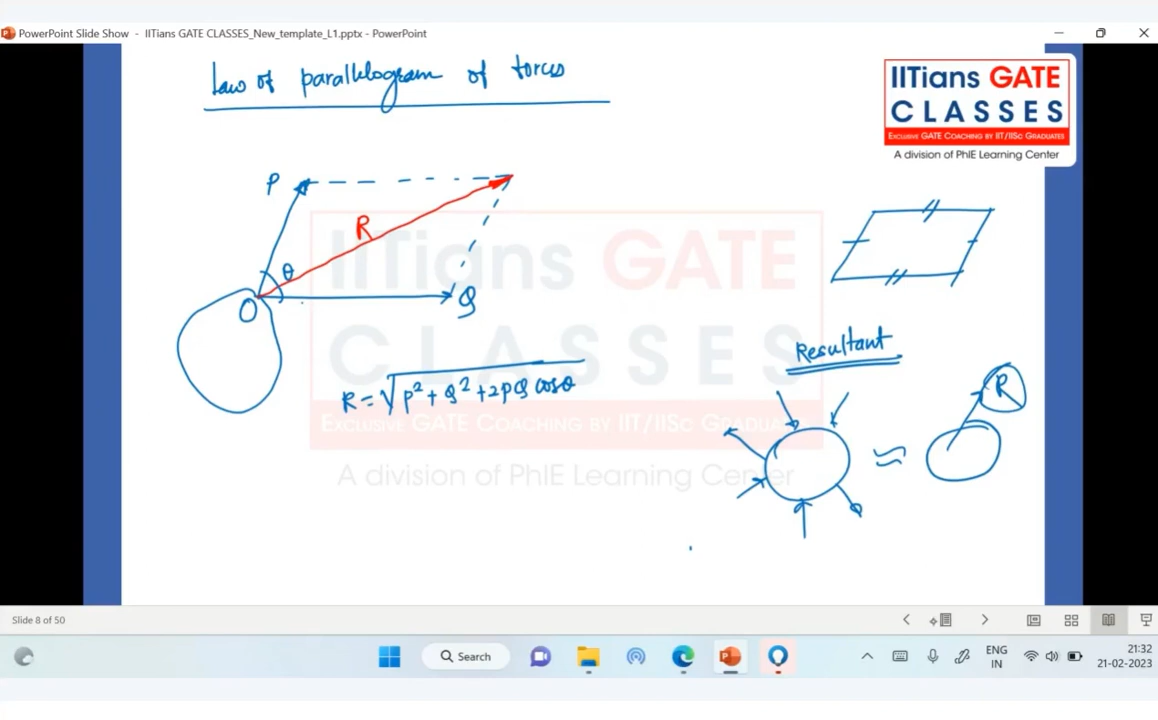 PowerPoint Slide Show - IITians GATE CLASSES_New_template_L1.pptx - PowerPoint
Law of parallelogram of forces
IITians GATE
CLASSES
EXCLUSIVE GATE COACHING BY IIT/IISc GRADUATES
A division of PhIE Learning Center
P
R
θ
O
Q
R = √P² + Q² + 2PQ cosθ
Resultant
R
IITians GATE
CLASSES
EXCLUSIVE GATE COACHING BY IIT/IISc GRADUATES
A division of PhIE Learning Center
Slide 8 of 50
Search
ENG
IN
21:32
21-02-2023